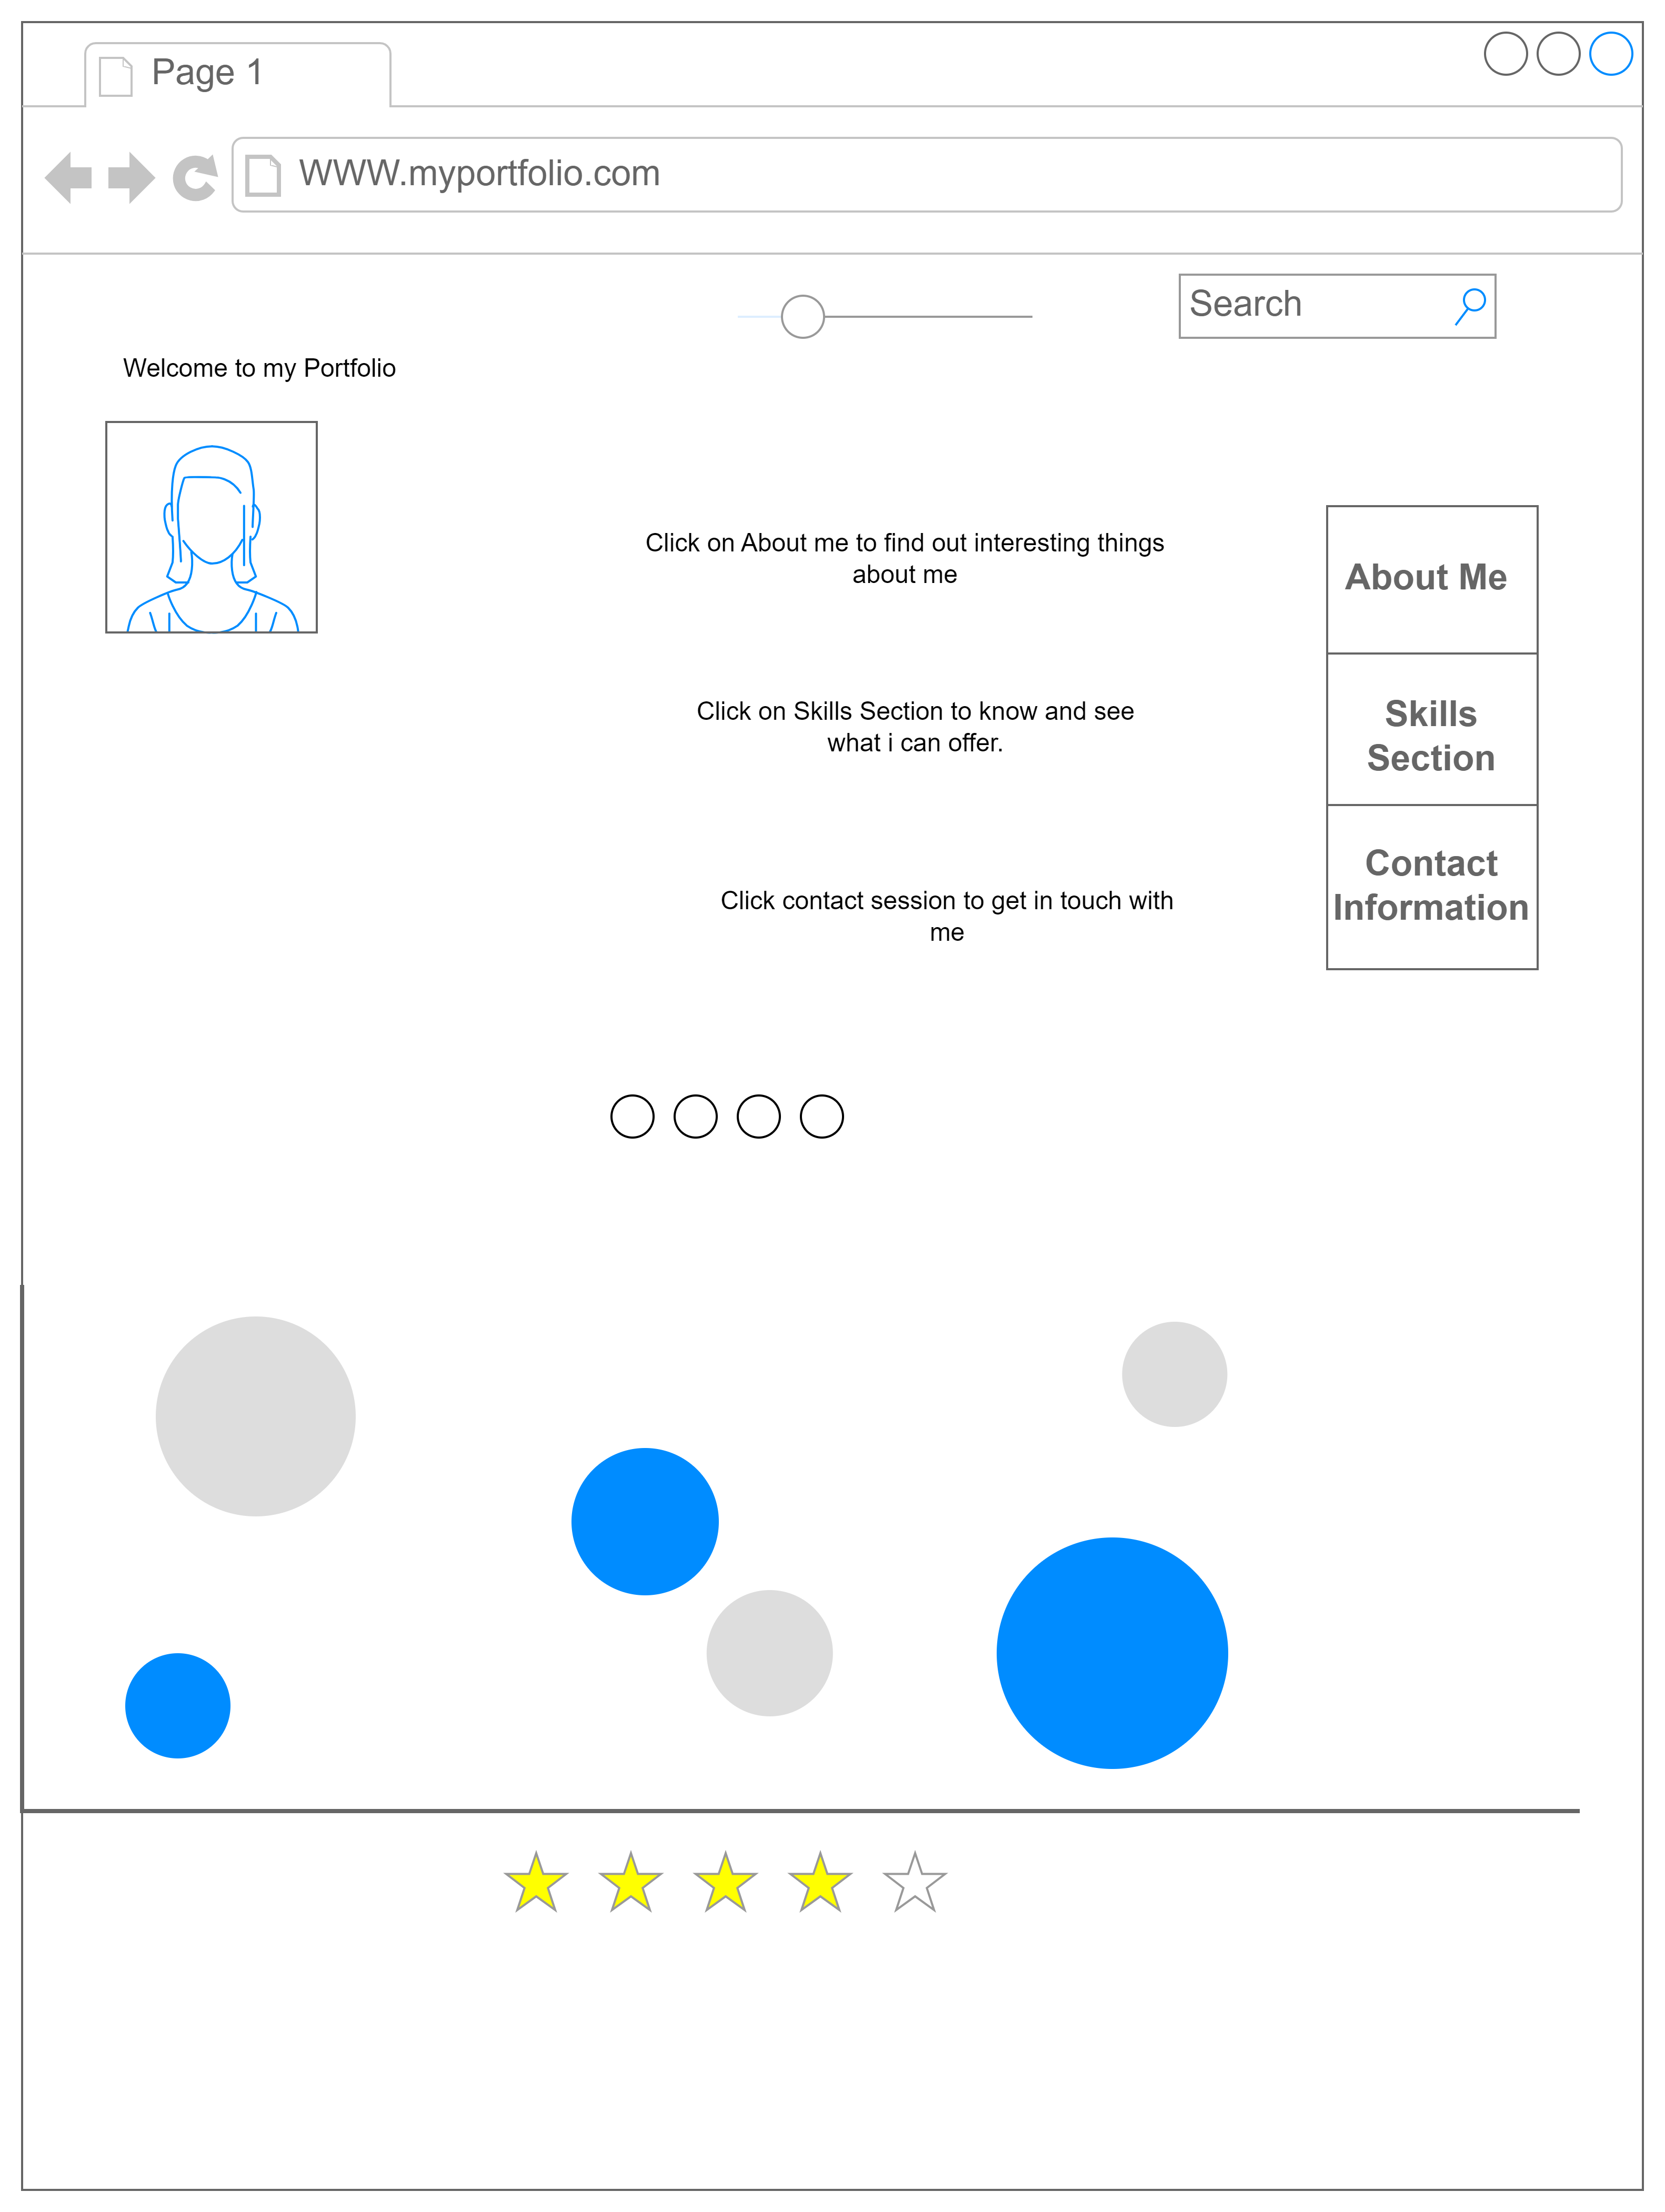 Page 1
WWW.myportfolio.com
Search
Welcome to my Portfolio
Click on About me to find out interesting things
about me
About Me
Click on Skills Section to know and see
what i can offer.
Skills
Section
Click contact session to get in touch with
me
Contact
Information